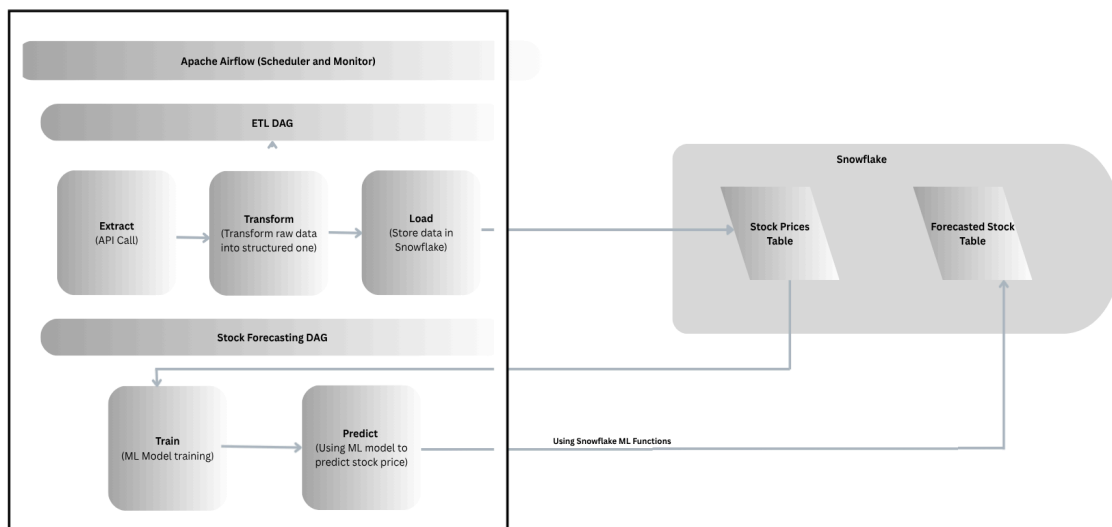 Apache Airflow (Scheduler and Monitor)
ETL DAG
Snowflake
Extract
(API Call)
Transform
(Transform raw data
into structured one)
Load
(Store data in
Snowflake)
Stock Prices
Table
Forecasted Stock
Table
Stock Forecasting DAG
Train
(ML Model training)
Predict
(Using ML model to
predict stock price)
Using Snowflake ML Functions